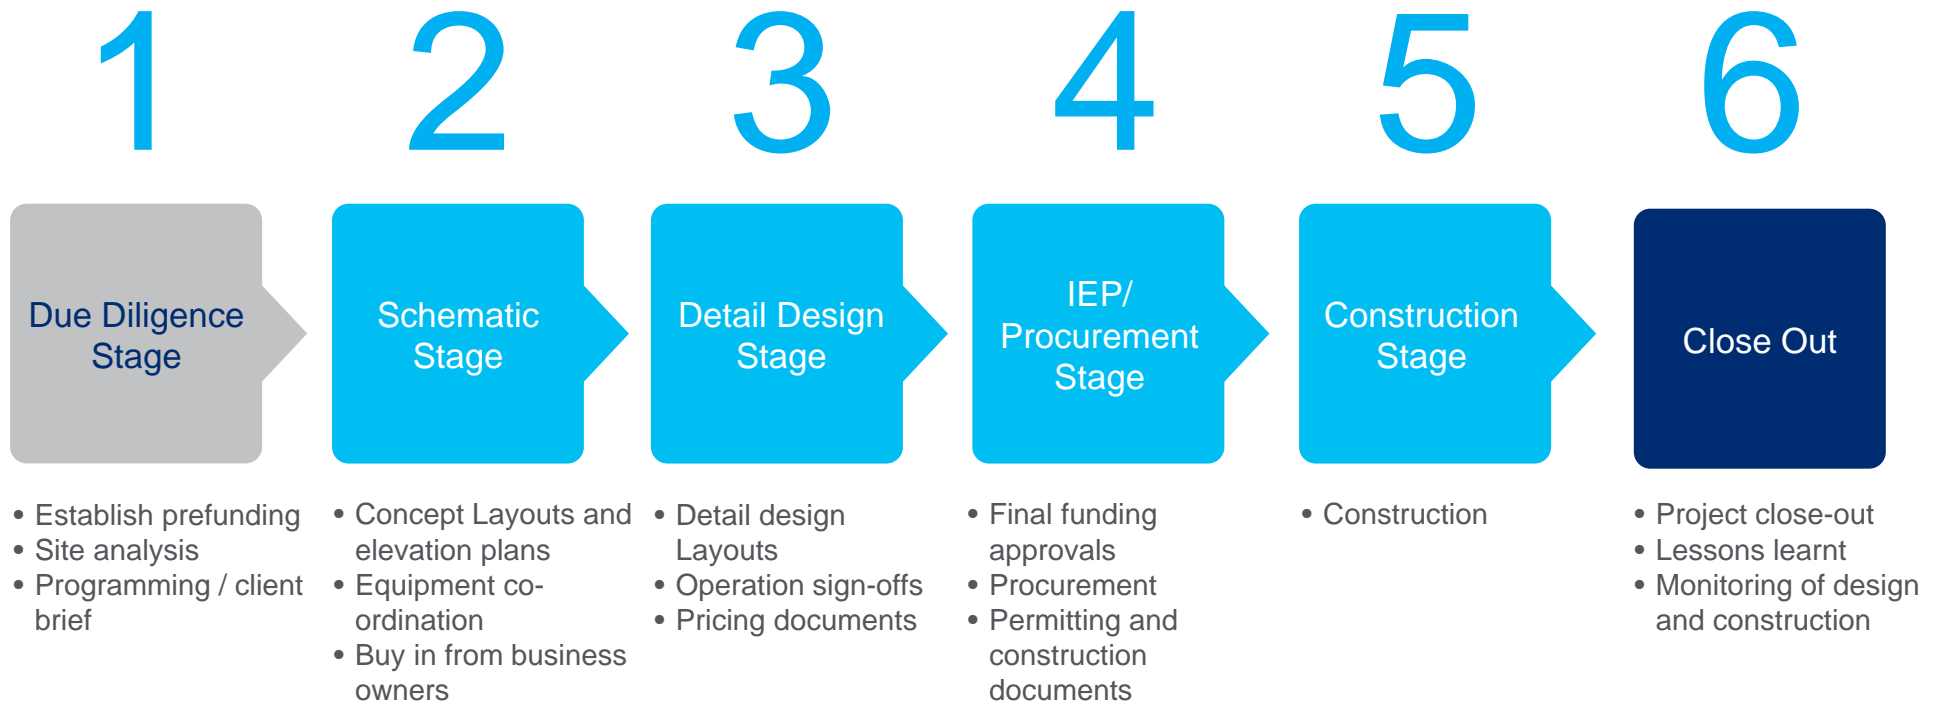 1
2
3
4
5
6
Due Diligence
Stage
Schematic
Stage
Detail Design
Stage
IEP/
Procurement
Stage
Construction
Stage
Close Out
• Establish prefunding
• Site analysis
• Programming / client
brief
• Concept Layouts and
elevation plans
• Equipment co-
ordination
• Buy in from business
owners
• Detail design
Layouts
• Operation sign-offs
• Pricing documents
• Final funding
approvals
• Procurement
• Permitting and
construction
documents
• Construction
• Project close-out
• Lessons learnt
• Monitoring of design
and construction